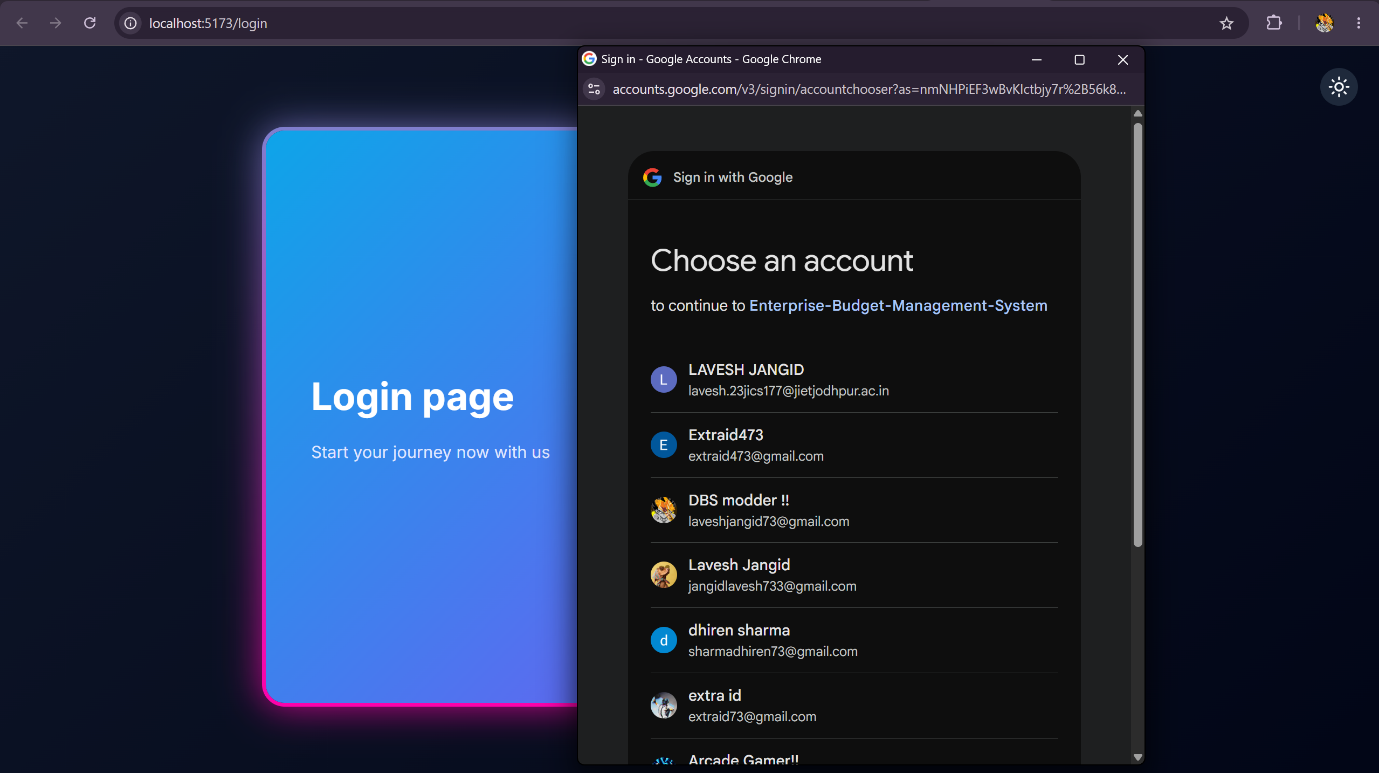 localhost:5173/login
Sign in - Google Accounts - Google Chrome
accounts.google.com/v3/signin/accountchooser?as=nmNHPiEF3wBvKlctbjy7r%2B56k8...
Sign in with Google
Choose an account
to continue to Enterprise-Budget-Management-System
L
LAVESH JANGID
lavesh.23jics177@jietjodhpur.ac.in
E
Extraid473
extraid473@gmail.com
DBS modder !!
laveshjangid73@gmail.com
Lavesh Jangid
jangidlavesh733@gmail.com
d
dhiren sharma
sharmadhiren73@gmail.com
extra id
extraid73@gmail.com
Arcade Gamer!!
Login page
Start your journey now with us